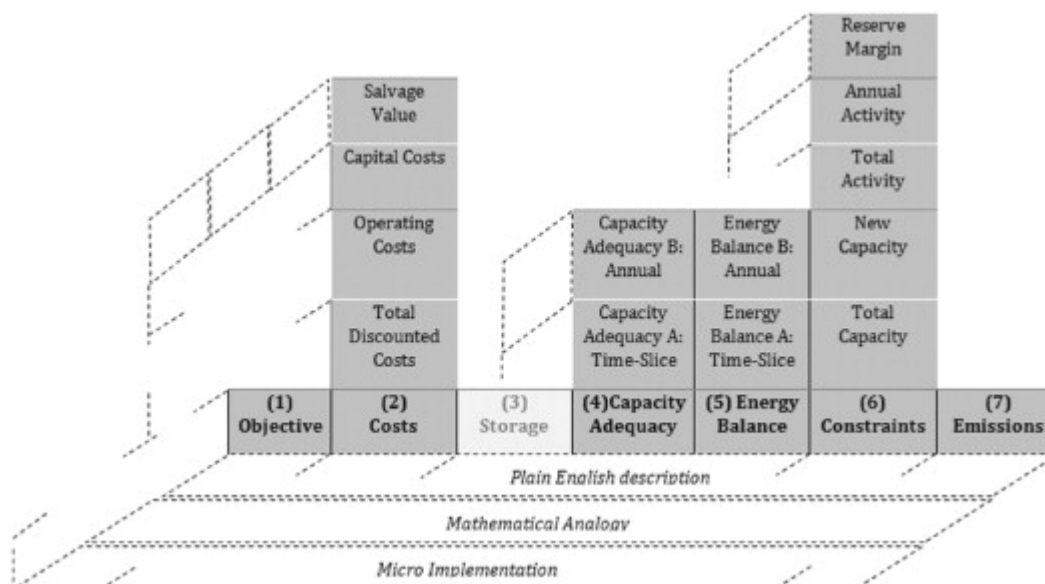 Reserve
Margin
Salvage
Value
Annual
Activity
Capital Costs
Total
Activity
Operating
Costs
Capacity
Adequacy B:
Annual
Energy
Balance B:
Annual
New
Capacity
Total
Discounted
Costs
Capacity
Adequacy A:
Time-Slice
Energy
Balance A:
Time-Slice
Total
Capacity
(1)
Objective
(2)
Costs
(3)
Storage
(4)Capacity
Adequacy
(5) Energy
Balance
(6)
Constraints
(7)
Emissions
Plain English description
Mathematical Analogy
Micro Implementation